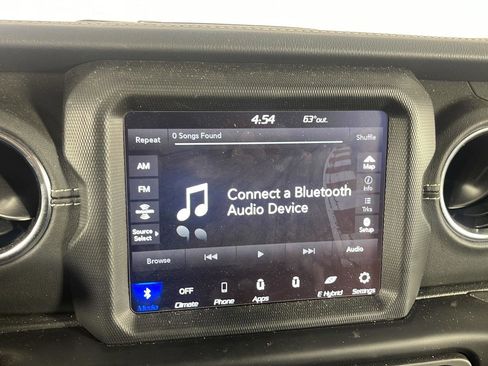 4:54 63°out
Repeat 0 Songs Found Shuffle
AM
FM
Source
Select
Connect a Bluetooth
Audio Device
Map
Info
Trks
Setup
Browse Audio
OFF
Climate Phone Apps E Hybrid Settings
Media